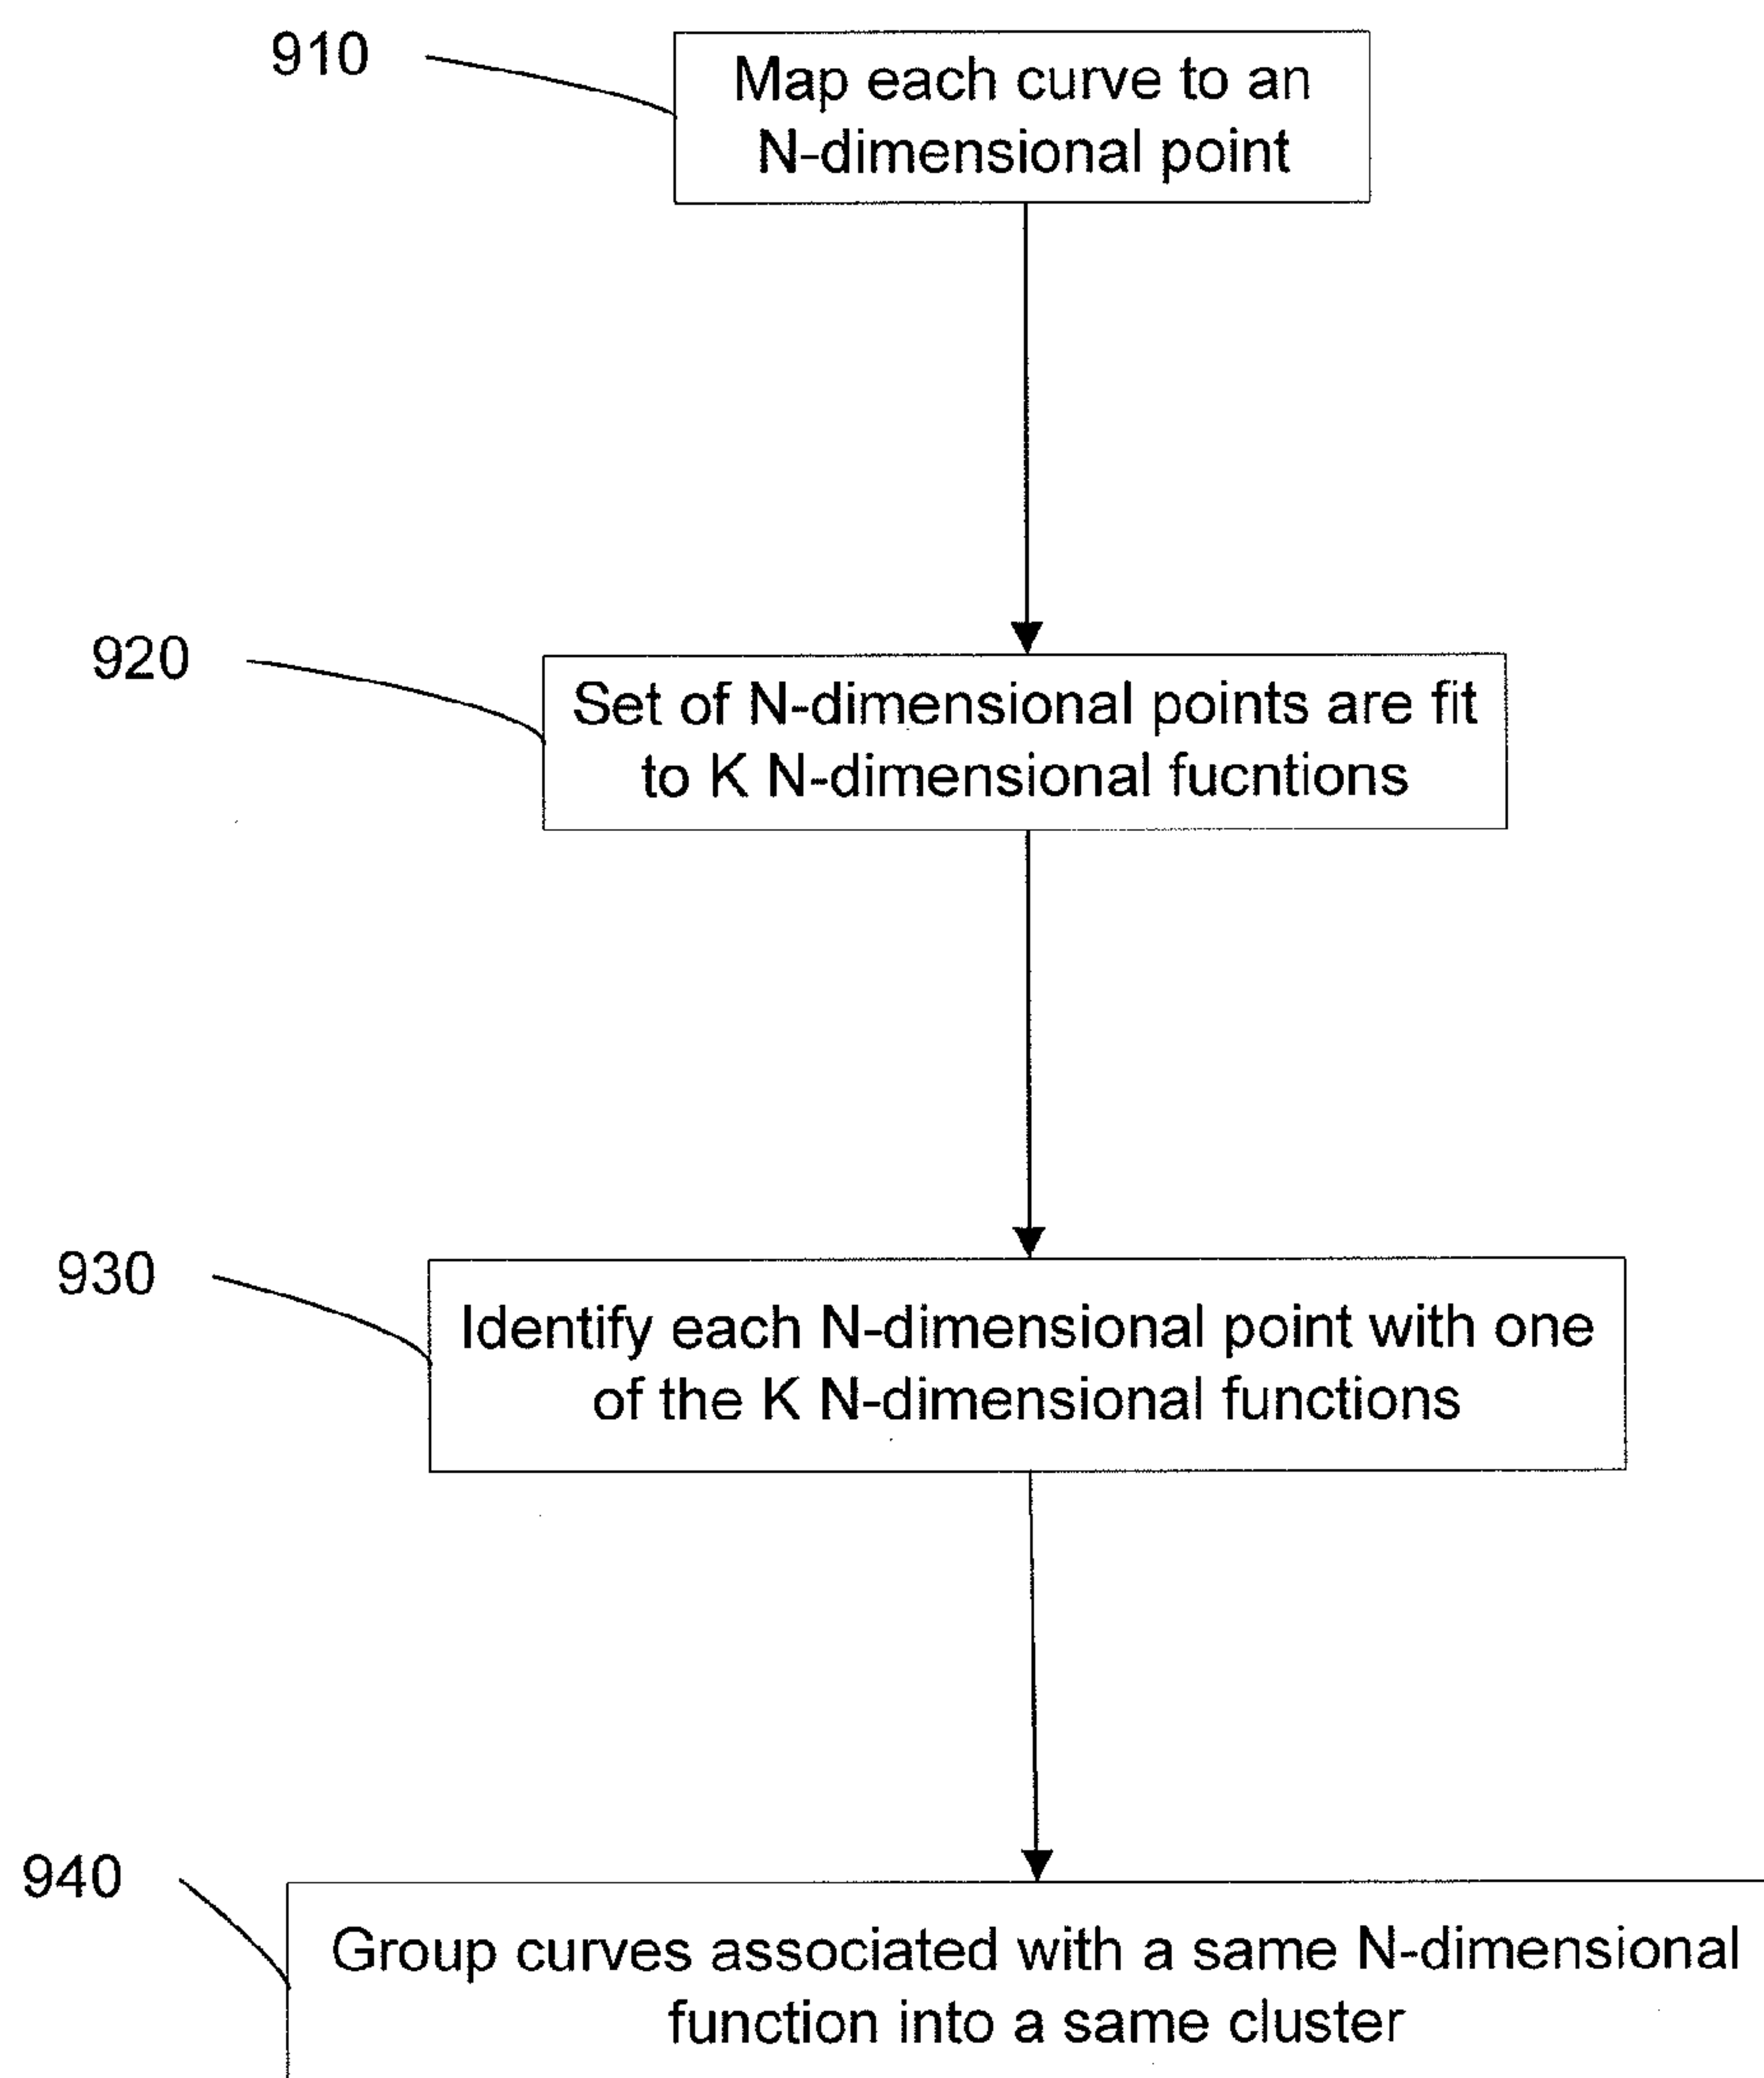 910
Map each curve to an
N-dimensional point
920
Set of N-dimensional points are fit
to K N-dimensional fucntions
930
Identify each N-dimensional point with one
of the K N-dimensional functions
940
Group curves associated with a same N-dimensional
function into a same cluster